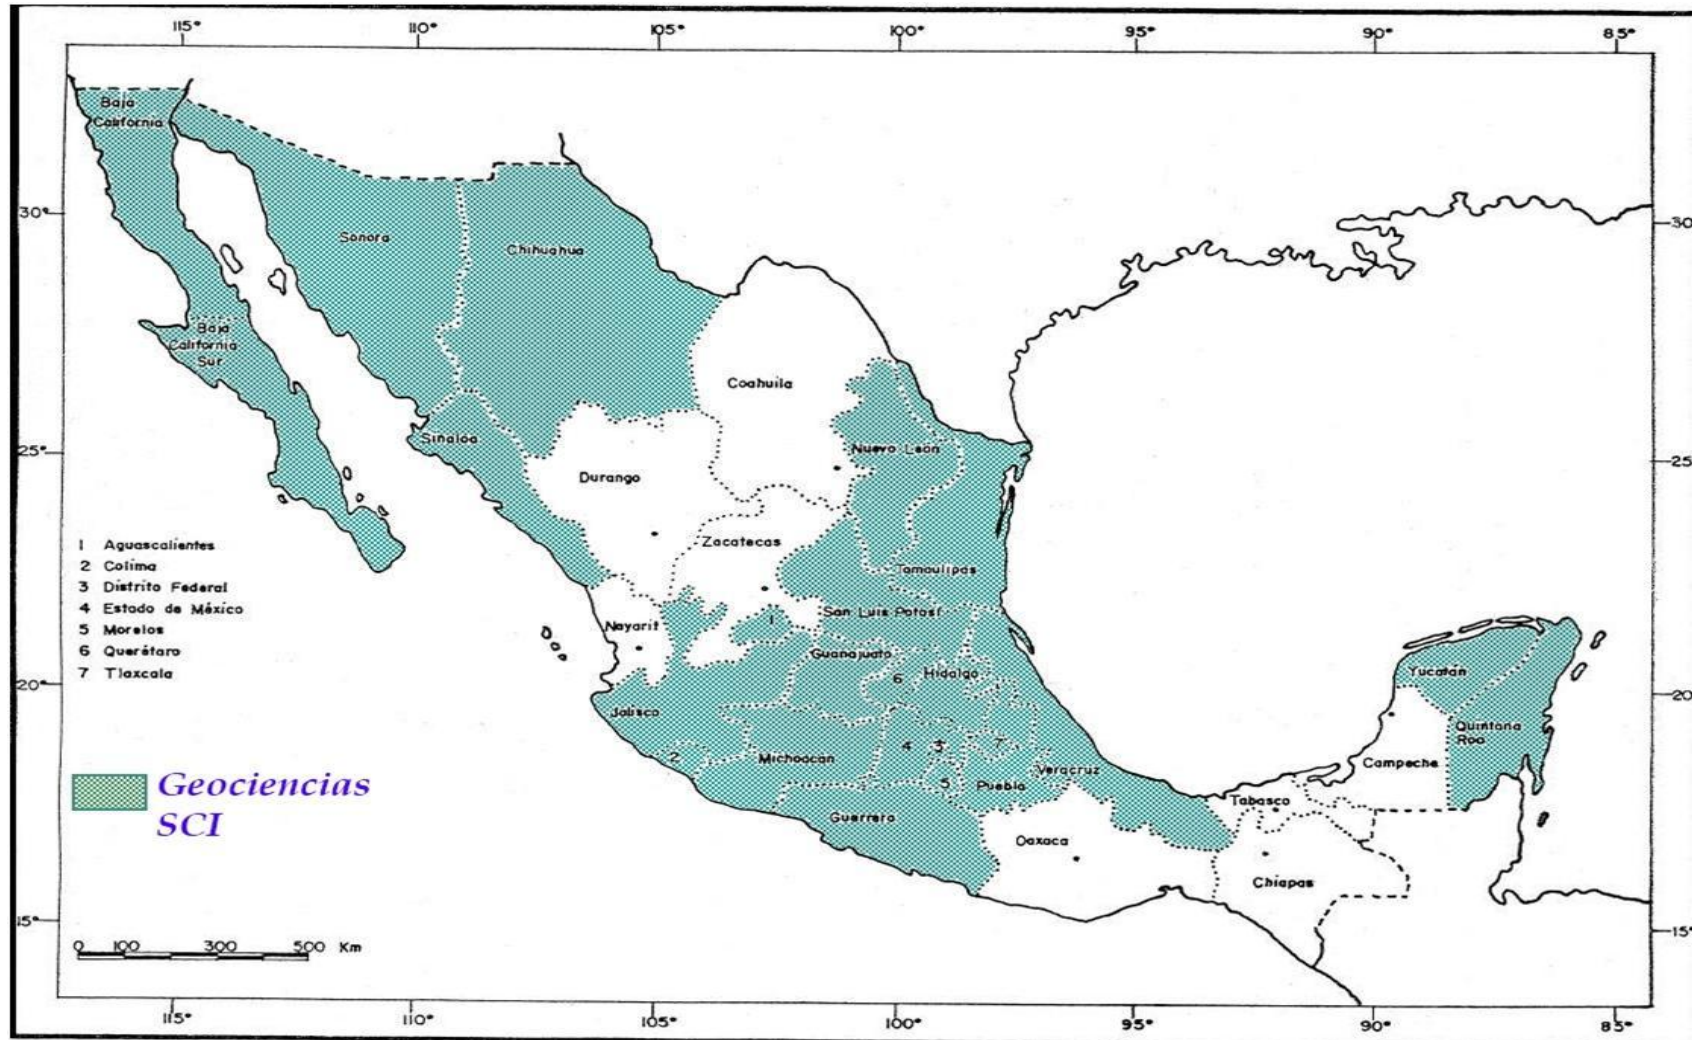 115°
110°
105°
100°
95°
90°
85°
Baja
California
30°
30°
Sonora
Chihuahua
Baja
California
Sur
Coahuila
Sinaloa
Nuevo León
25°
25°
Durango
Zacatecas
Tamaulipas
1 Aguascalientes
2 Colima
3 Distrito Federal
4 Estado de México
5 Morelos
6 Querétaro
7 Tlaxcala
San Luis Potosí
Nayarit
1
Guanajuato
Hidalgo
6
20°
20°
Yucatán
Jalisco
Quintana
Roo
2
Michoacán
4
3
7
5
Puebla
Veracruz
Campeche
Tabasco
Guerrero
Oaxaca
Chiapas
Geociencias
SCI
15°
15°
0 100 300 500 Km
115°
110°
105°
100°
95°
90°
85°